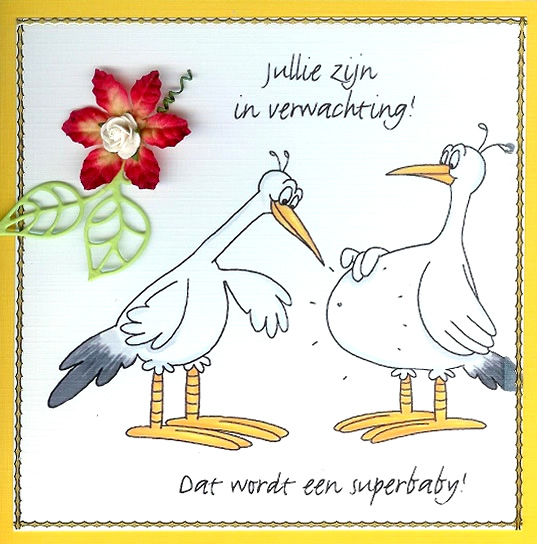 Jullie zijn
in verwachting!
Dat wordt een superbaby!